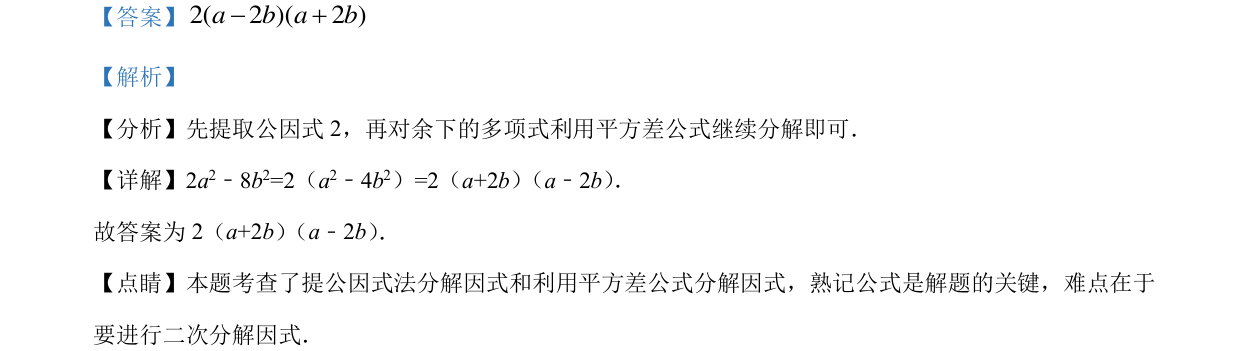 【答案】2(a－2b)(a＋2b)
【解析】
【分析】先提取公因式 2，再对余下的多项式利用平方差公式继续分解即可．
【详解】2a²﹣8b²=2（a²﹣4b²）=2（a+2b）（a﹣2b）．
故答案为 2（a+2b）（a﹣2b）．
【点睛】本题考查了提公因式法分解因式和利用平方差公式分解因式，熟记公式是解题的关键，难点在于
要进行二次分解因式．